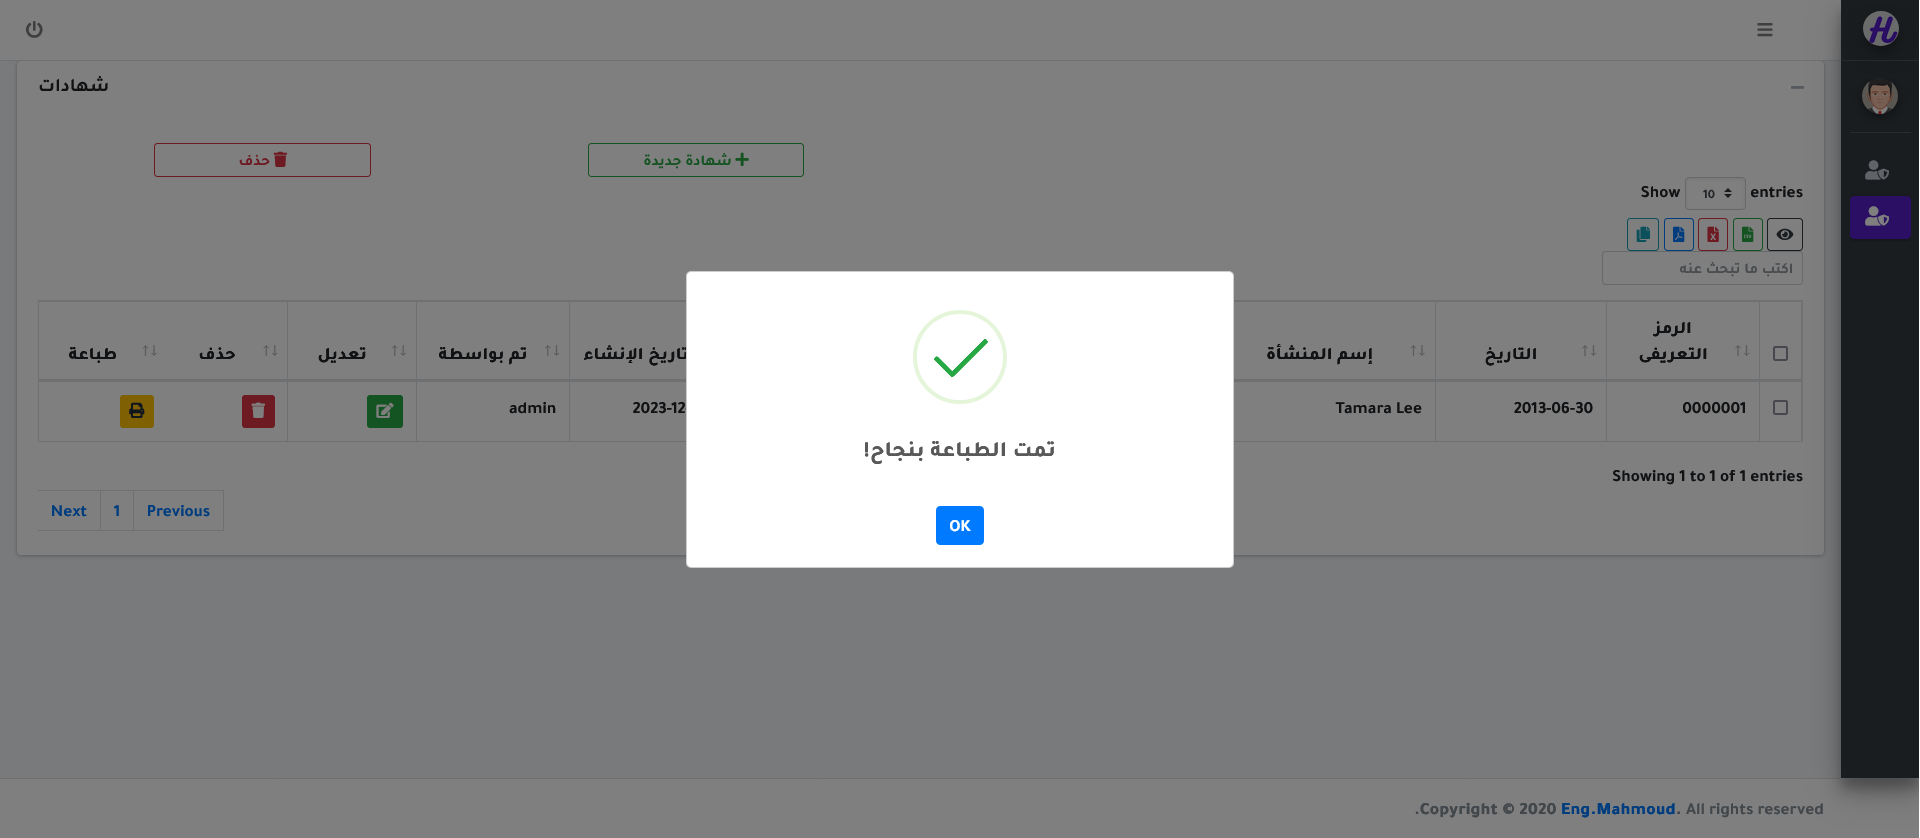 شهادات
شهادة جديدة
حذف
Show 10 entries
اكتب ما تبحث عنه
الرمز التعريفى
التاريخ
إسم المنشأة
تاريخ الإنشاء
تم بواسطة
تعديل
حذف
طباعة
0000001
2013-06-30
Tamara Lee
2023-12
admin
تمت الطباعة بنجاح!
OK
Showing 1 to 1 of 1 entries
Previous
1
Next
.Copyright © 2020 Eng.Mahmoud. All rights reserved